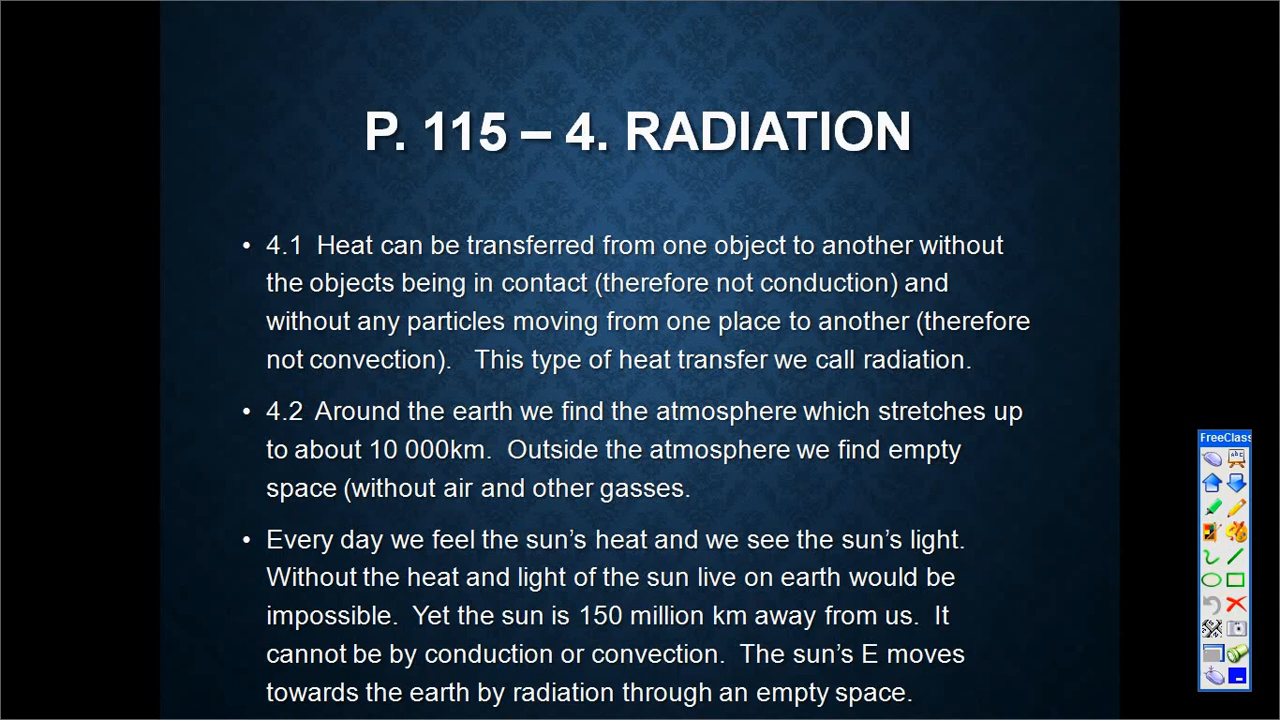 P. 115 – 4. RADIATION
• 4.1 Heat can be transferred from one object to another without
the objects being in contact (therefore not conduction) and
without any particles moving from one place to another (therefore
not convection). This type of heat transfer we call radiation.
• 4.2 Around the earth we find the atmosphere which stretches up
to about 10 000km. Outside the atmosphere we find empty
space (without air and other gasses.
• Every day we feel the sun’s heat and we see the sun’s light.
Without the heat and light of the sun live on earth would be
impossible. Yet the sun is 150 million km away from us. It
cannot be by conduction or convection. The sun’s E moves
towards the earth by radiation through an empty space.
FreeClass